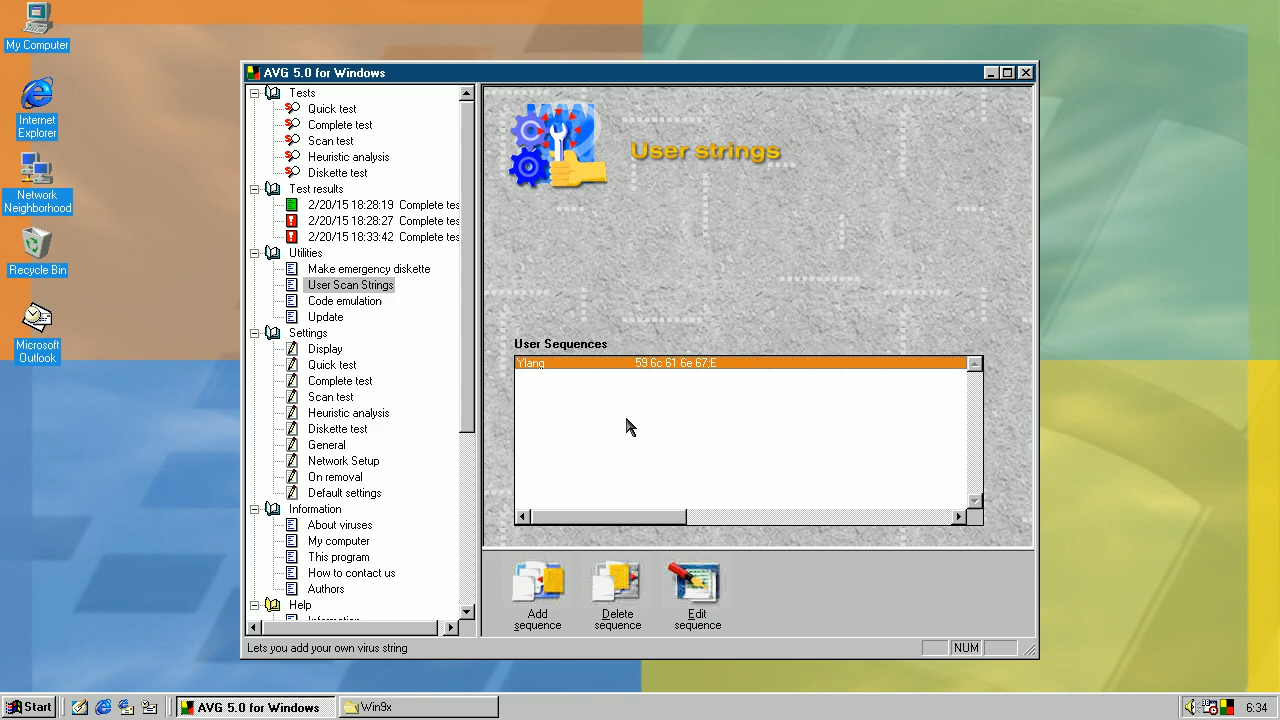 My Computer
Internet
Explorer
Network
Neighborhood
Recycle Bin
Microsoft
Outlook
AVG 5.0 for Windows
Tests
Quick test
Complete test
Scan test
Heuristic analysis
Diskette test
Test results
2/20/15 18:28:19 Complete tes
2/20/15 18:28:27 Complete tes
2/20/15 18:33:42 Complete tes
Utilities
Make emergency diskette
User Scan Strings
Code emulation
Update
Settings
Display
Quick test
Complete test
Scan test
Heuristic analysis
Diskette test
General
Network Setup
On removal
Default settings
Information
About viruses
My computer
This program
How to contact us
Authors
Help
User strings
User Sequences
Ylang 59 6c 61 6e 67;E
Add
sequence
Delete
sequence
Edit
sequence
Lets you add your own virus string
NUM
Start
AVG 5.0 for Windows
Win9x
6:34